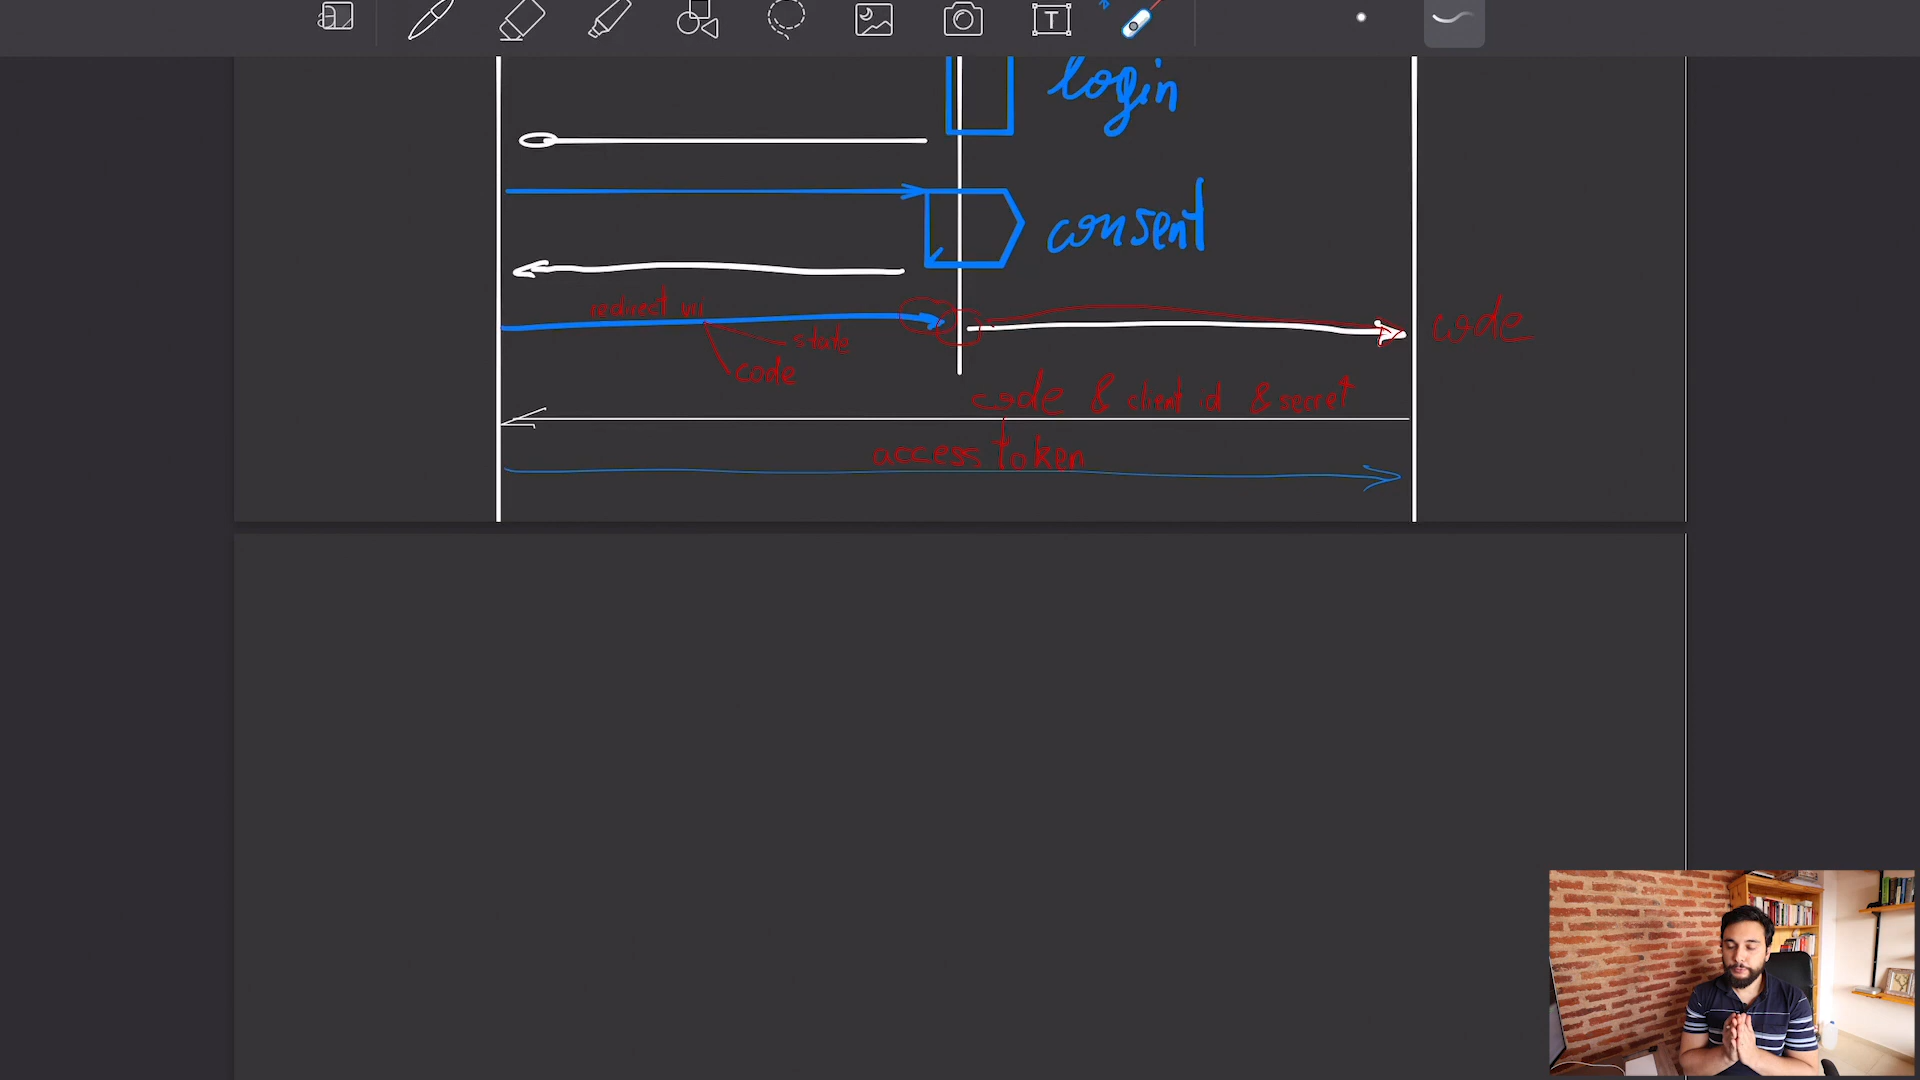 login
consent
redirect uri
state
code
code
code & client id & secret
access token
T